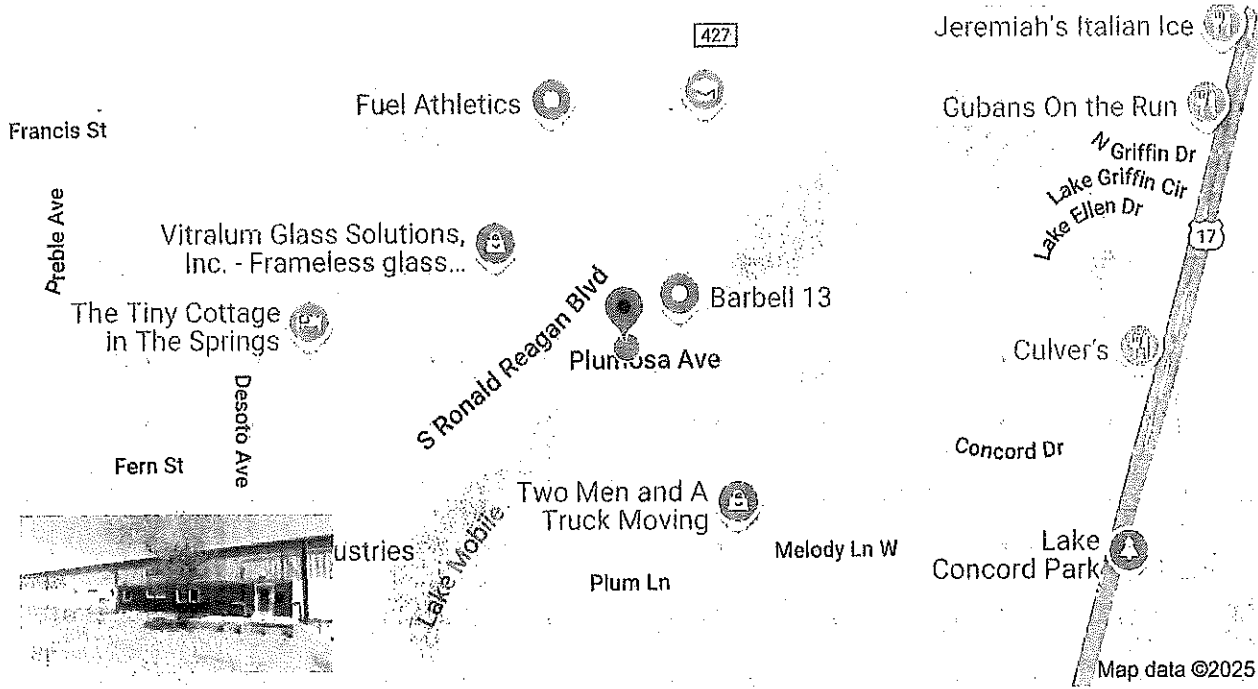 427
Jeremiah's Italian Ice
Fuel Athletics
Cubans On the Run
Francis St
N Griffin Dr
Lake Griffin Cir
Lake Ellen Dr
Preble Ave
17
Vitralum Glass Solutions,
Inc. - Frameless glass...
S Ronald Reagan Blvd
Barbell 13
The Tiny Cottage
in The Springs
Plumosa Ave
Culver's
Desoto Ave
Fern St
Concord Dr
Two Men and A
Truck Moving
ustries
Lake Mobile
Melody Ln W
Lake
Concord Park
Plum Ln
Map data ©2025